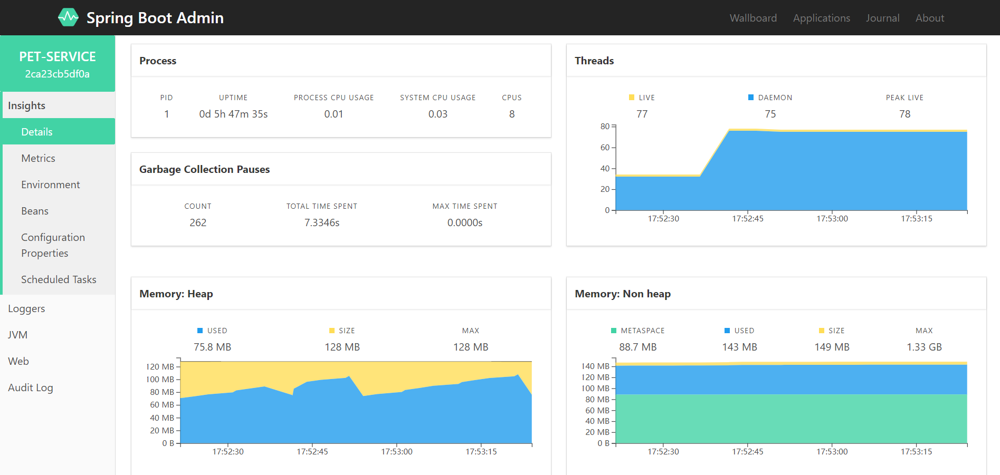 Spring Boot Admin
Wallboard Applications Journal About
PET-SERVICE
2ca23cb5df0a
Insights
Details
Metrics
Environment
Beans
Configuration
Properties
Scheduled Tasks
Loggers
JVM
Web
Audit Log
Process
PID UPTIME PROCESS CPU USAGE SYSTEM CPU USAGE CPUS
1 0d 5h 47m 35s 0.01 0.03 8
Garbage Collection Pauses
COUNT TOTAL TIME SPENT MAX TIME SPENT
262 7.3346s 0.0000s
Threads
LIVE DAEMON PEAK LIVE
77 75 78
80
60
40
20
0
17:52:30 17:52:45 17:53:00 17:53:15
Memory: Heap
USED SIZE MAX
75.8 MB 128 MB 128 MB
120 MB
100 MB
80 MB
60 MB
40 MB
20 MB
0 B
17:52:30 17:52:45 17:53:00 17:53:15
Memory: Non heap
METASPACE USED SIZE MAX
88.7 MB 143 MB 149 MB 1.33 GB
140 MB
120 MB
100 MB
80 MB
60 MB
40 MB
20 MB
0 B
17:52:30 17:52:45 17:53:00 17:53:15